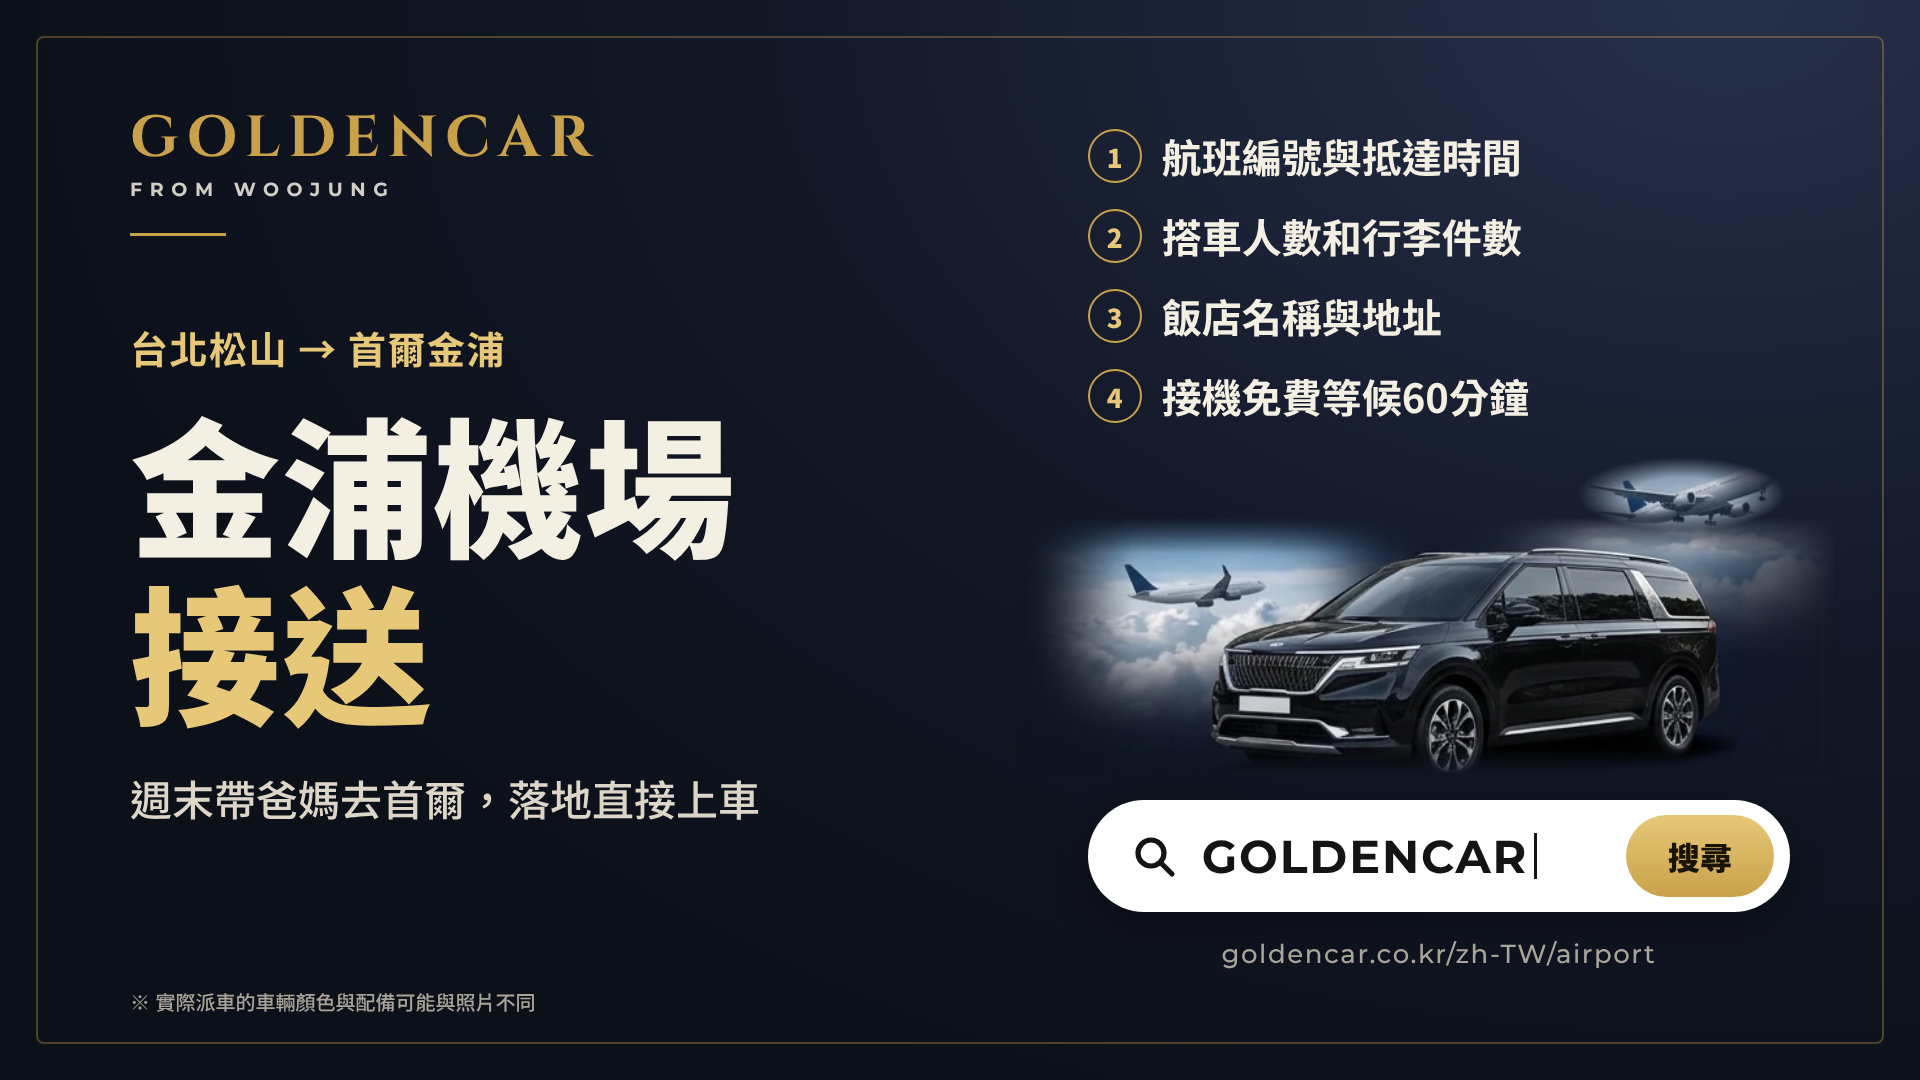 GOLDENCAR
FROM WOOJUNG
台北松山 → 首爾金浦
金浦機場
接送
週末帶爸媽去首爾，落地直接上車
※ 實際派車的車輛顏色與配備可能與照片不同
1 航班編號與抵達時間
2 搭車人數和行李件數
3 飯店名稱與地址
4 接機免費等候60分鐘
GOLDENCAR 搜尋
goldencar.co.kr/zh-TW/airport